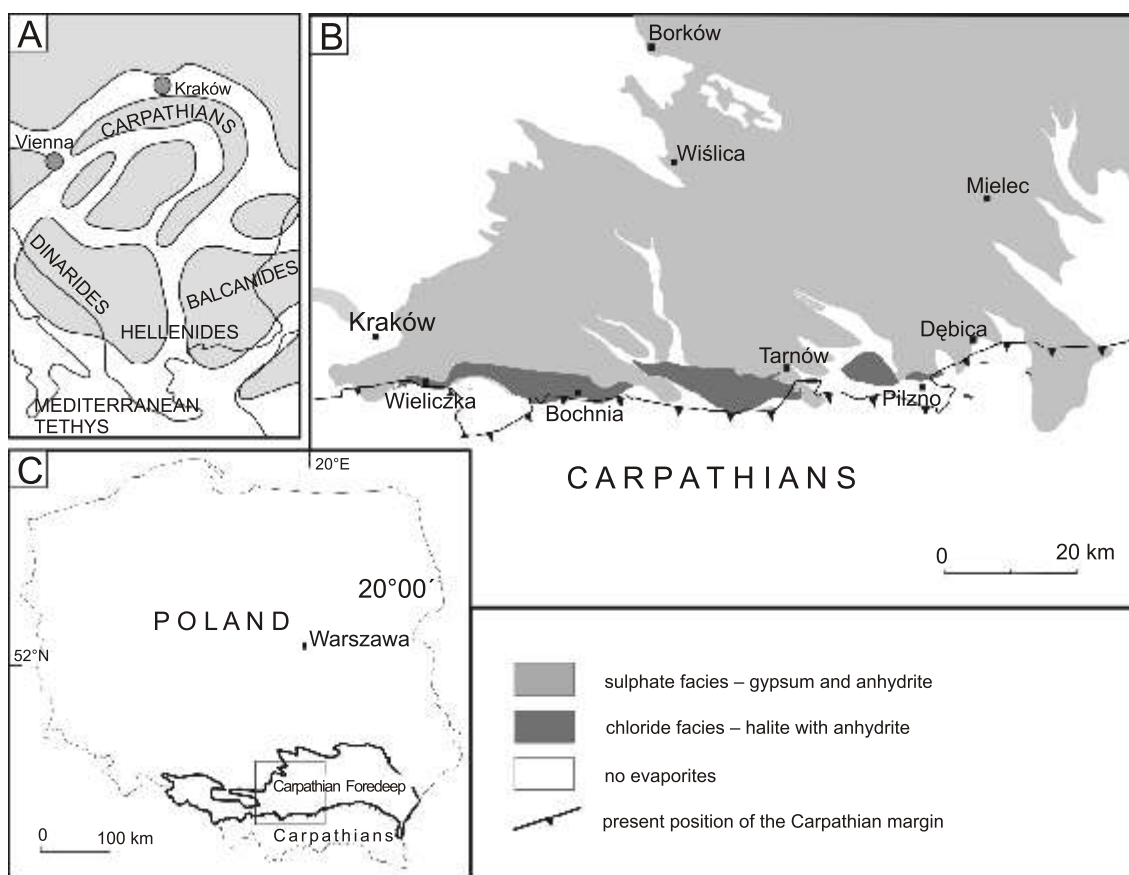 A
Kraków
CARPATHIANS
Vienna
DINARIDES
BALCANIDES
HELLENIDES
MEDITERRANEAN
TETHYS
B
Borków
Wiślica
Mielec
Kraków
Dębica
Tarnów
Wieliczka
Bochnia
Pilzno
CARPATHIANS
0 20 km
C
20°E
20°00´
POLAND
Warszawa
52°N
Carpathian Foredeep
0 100 km
Carpathians
sulphate facies – gypsum and anhydrite
chloride facies – halite with anhydrite
no evaporites
present position of the Carpathian margin